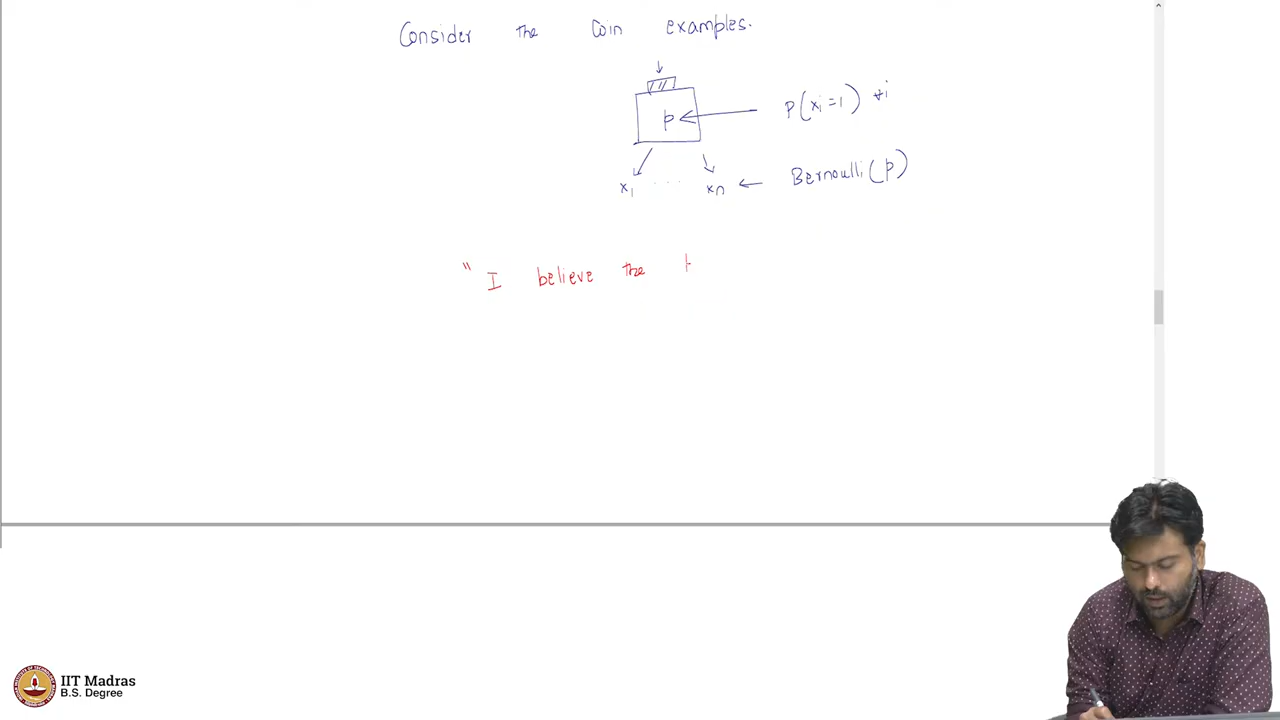 Consider the Coin examples.
p
P(xi=1) ∀i
x1 ... xn ← Bernoulli(p)
" I believe the
IIT Madras
B.S. Degree